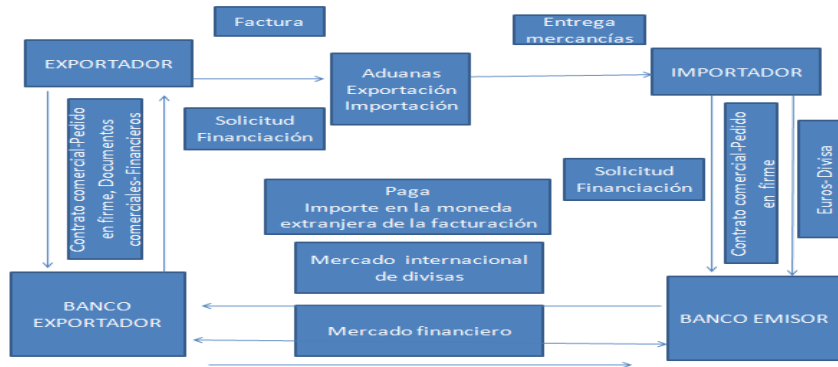 Factura
Entrega
mercancías
EXPORTADOR
Aduanas
Exportación
Importación
IMPORTADOR
Contrato comercial-Pedido
en firme, Documentos
comerciales- Financieros
Solicitud
Financiación
Solicitud
Financiación
Contrato comercial-Pedido
en firme
Euros- Divisa
Paga
Importe en la moneda
extranjera de la facturación
Mercado internacional
de divisas
BANCO
EXPORTADOR
Mercado financiero
BANCO EMISOR